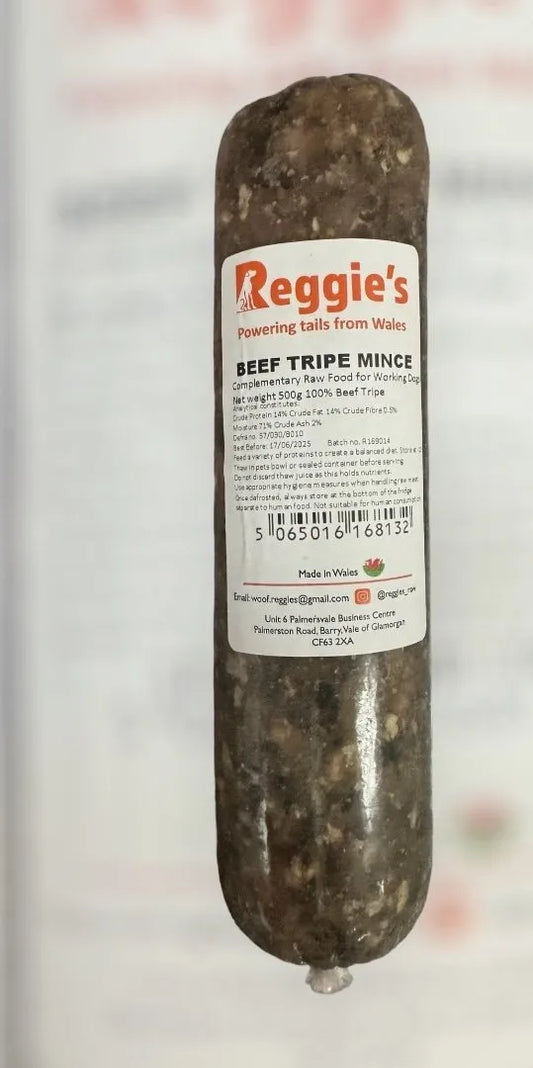 Reggie's
Powering tails from Wales
BEEF TRIPE MINCE
Complementary Raw Food for Working Dogs
Net weight 500g 100% Beef Tripe
Analytical constitutes:
Crude Protein 14% Crude Fat 14% Crude Fibre 0.5%
Moisture 71% Crude Ash 2%
Defra no. 57/030/8010
Best Before: 17/06/2025 Batch no. R169014
Feed a variety of proteins to create a balanced diet. Store at
Thaw in pets bowl or sealed container before serving
Do not discard thaw juice as this holds nutrients.
Use appropriate hygiene measures when handling raw meat.
Once defrosted, always store at the bottom of the fridge
separate to human food. Not suitable for human consumption
5 065016 168132
Made in Wales
Email: woof.reggies@gmail.com @reggies_raw
Unit 6 Palmersvale Business Centre
Palmerston Road, Barry, Vale of Glamorgan
CF63 2XA